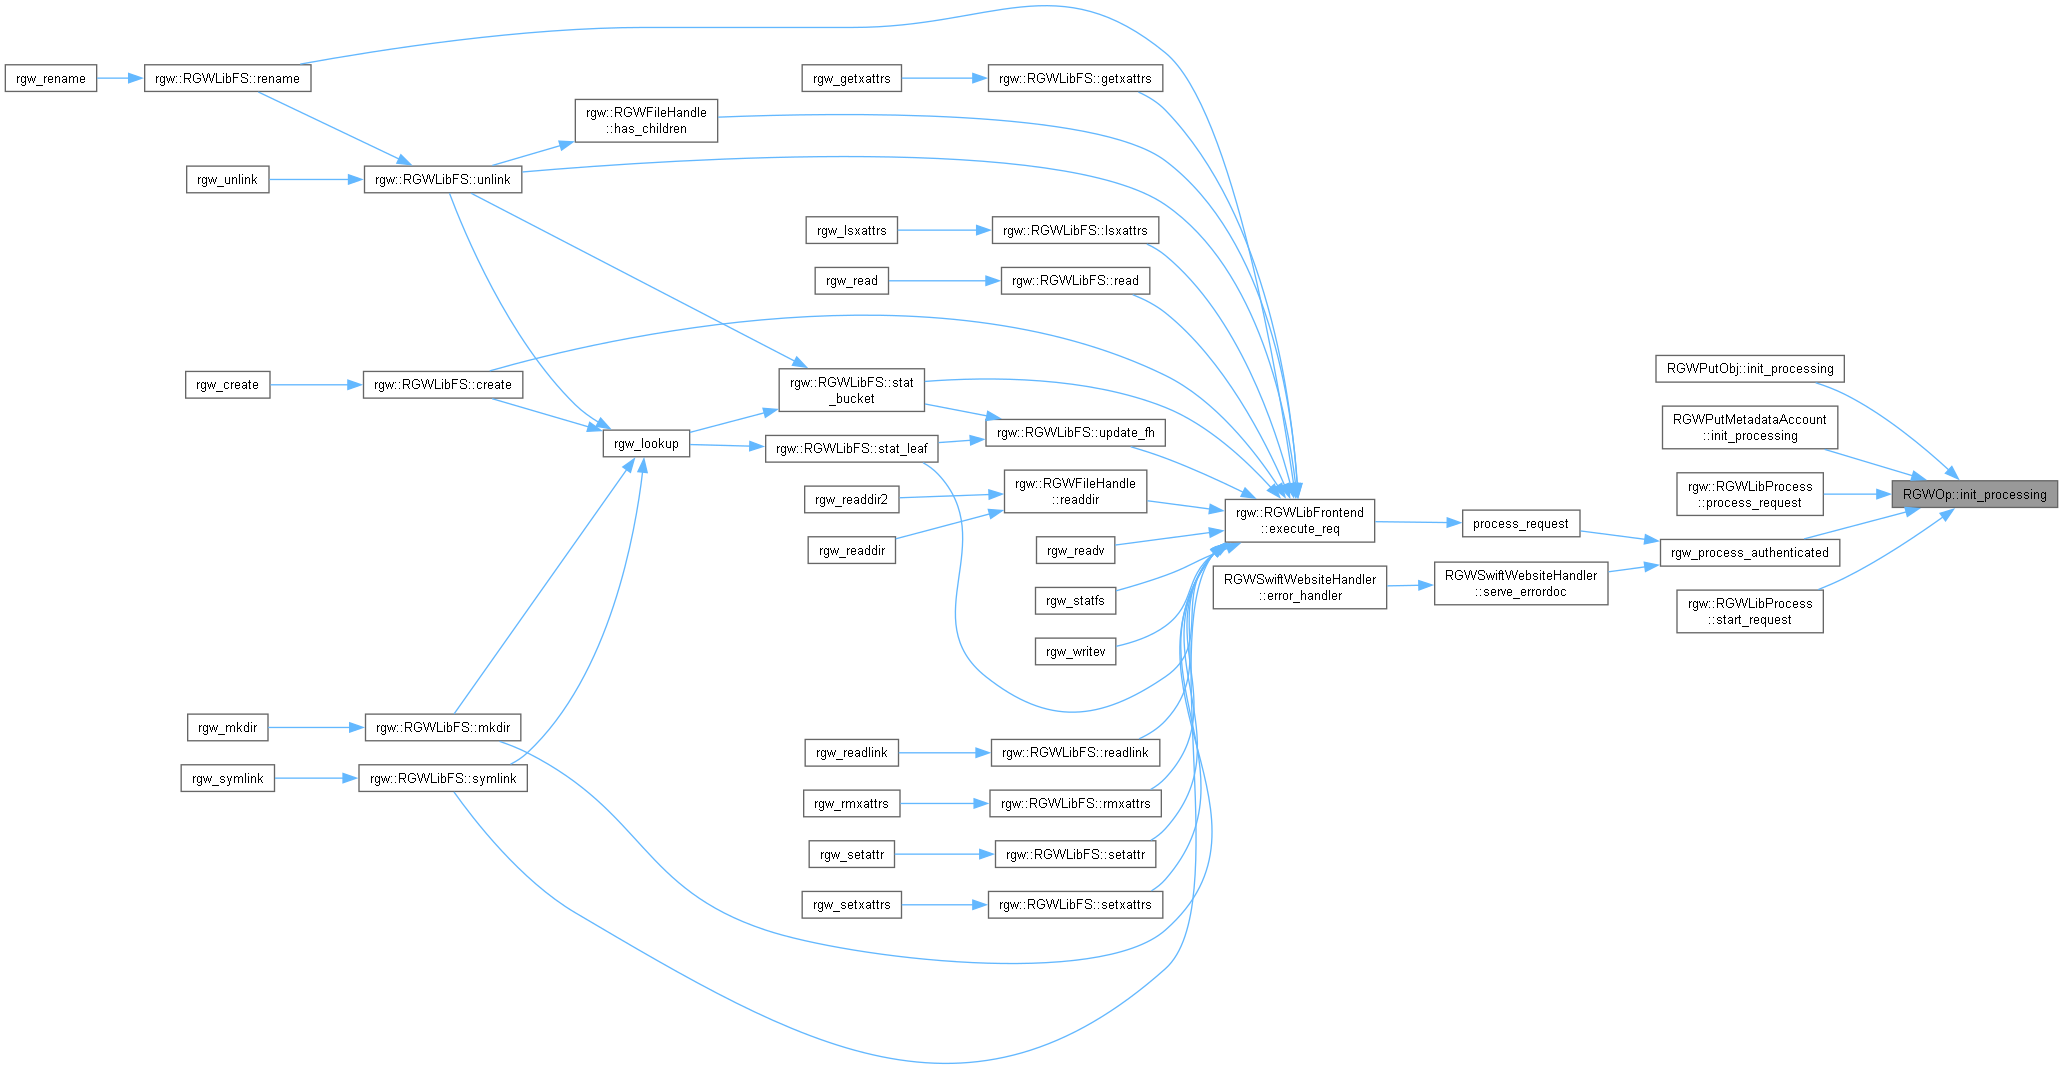 rgw_rename
rgw::RGWLibFS::rename
rgw_getxattrs
rgw::RGWLibFS::getxattrs
rgw::RGWFileHandle
::has_children
rgw_unlink
rgw::RGWLibFS::unlink
rgw_lsxattrs
rgw::RGWLibFS::lsxattrs
rgw_read
rgw::RGWLibFS::read
rgw_create
rgw::RGWLibFS::create
rgw::RGWLibFS::stat
_bucket
rgw::RGWLibFS::update_fh
rgw_lookup
rgw::RGWLibFS::stat_leaf
rgw_readdir2
rgw::RGWFileHandle
::readdir
rgw_readdir
rgw_readv
rgw_statfs
rgw_writev
rgw::RGWLibFrontend
::execute_req
RGWSwiftWebsiteHandler
::error_handler
process_request
RGWSwiftWebsiteHandler
::serve_errordoc
RGWPutObj::init_processing
RGWPutMetadataAccount
::init_processing
rgw::RGWLibProcess
::process_request
rgw_process_authenticated
rgw::RGWLibProcess
::start_request
RGWOp::init_processing
rgw_mkdir
rgw::RGWLibFS::mkdir
rgw_symlink
rgw::RGWLibFS::symlink
rgw_readlink
rgw::RGWLibFS::readlink
rgw_rmxattrs
rgw::RGWLibFS::rmxattrs
rgw_setattr
rgw::RGWLibFS::setattr
rgw_setxattrs
rgw::RGWLibFS::setxattrs